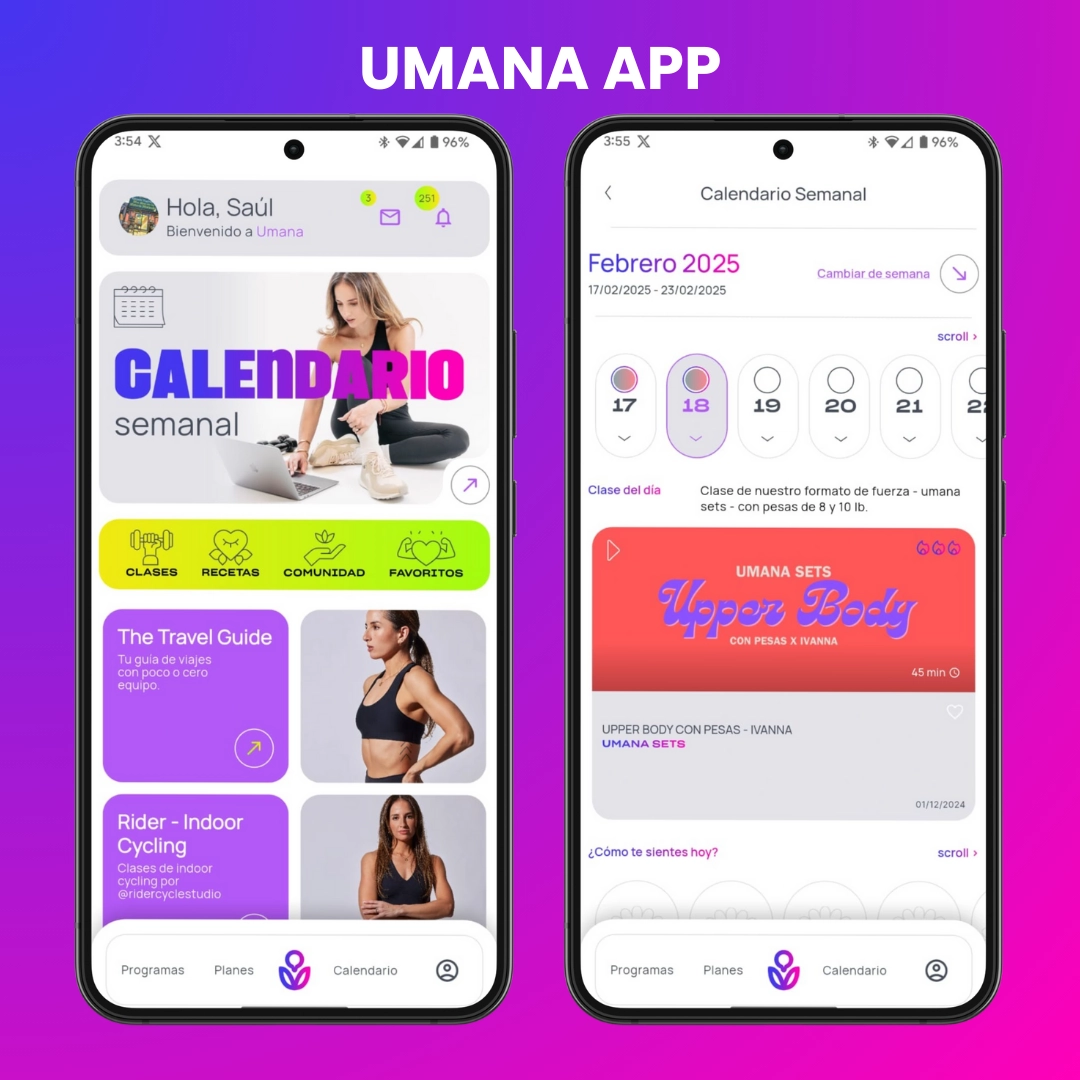 UMANA APP
3:54
96%
Hola, Saúl
Bienvenido a Umana
3
251
CALENDARIO
semanal
CLASES
RECETAS
COMUNIDAD
FAVORITOS
The Travel Guide
Tu guía de viajes
con poco o cero
equipo.
Rider - Indoor
Cycling
Clases de indoor
cycling por
@ridercyclestudio
Programas
Planes
Calendario
3:55
96%
Calendario Semanal
Febrero 2025
17/02/2025 - 23/02/2025
Cambiar de semana
scroll ›
17
18
19
20
21
Clase del día
Clase de nuestro formato de fuerza - umana
sets - con pesas de 8 y 10 lb.
UMANA SETS
Upper Body
CON PESAS X IVANNA
45 min
UPPER BODY CON PESAS - IVANNA
UMANA SETS
01/12/2024
¿Cómo te sientes hoy?
scroll ›
Programas
Planes
Calendario